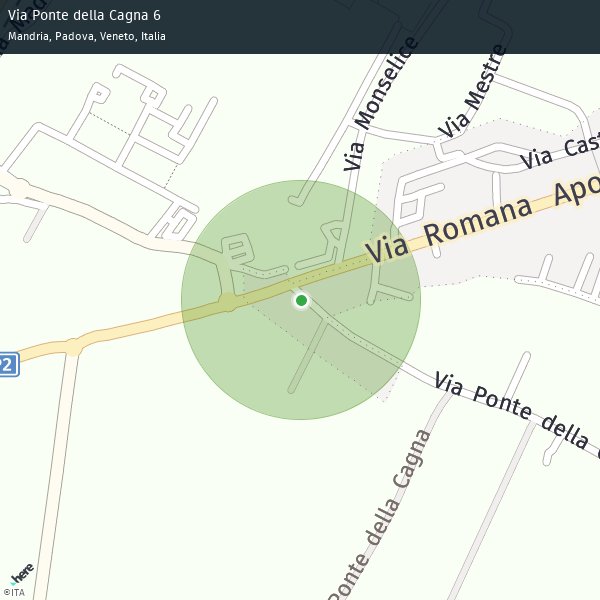 Via Ponte della Cagna 6
Mandria, Padova, Veneto, Italia
Via Monselice
Via Mestre
Via Cast
Via Romana Apo
P2
Via Ponte della
Ponte della Cagna
here
©ITA